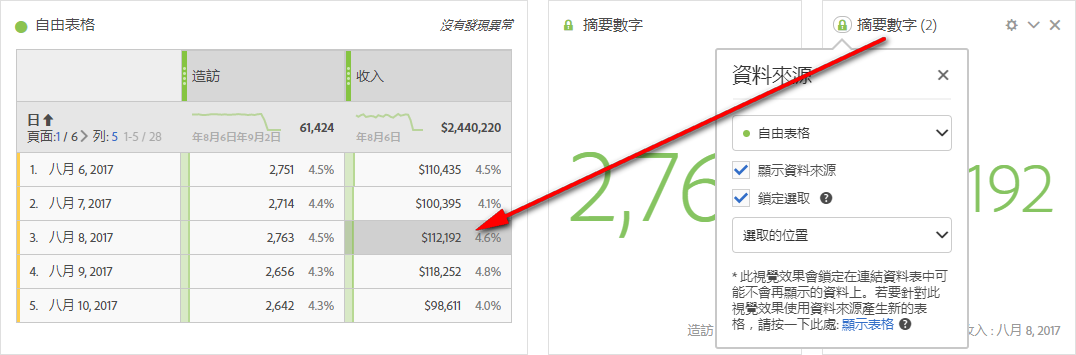 自由表格
沒有發現異常
造訪
收入
日
頁面:1 / 6 列: 5 1-5 / 28
年8月6日年9月2日
61,424
年8月6日
$2,440,220
1. 八月 6, 2017 2,751 4.5% $110,435 4.5%
2. 八月 7, 2017 2,714 4.4% $100,395 4.1%
3. 八月 8, 2017 2,763 4.5% $112,192 4.6%
4. 八月 9, 2017 2,656 4.3% $118,252 4.8%
5. 八月 10, 2017 2,642 4.3% $98,611 4.0%
摘要數字
2,76
造訪
摘要數字 (2)
192
收入 : 八月 8, 2017
資料來源
自由表格
顯示資料來源
鎖定選取
選取的位置
* 此視覺效果會鎖定在連結資料表中可
能不會再顯示的資料上。若要針對此
視覺效果使用資料來源產生新的表
格，請按一下此處: 顯示表格